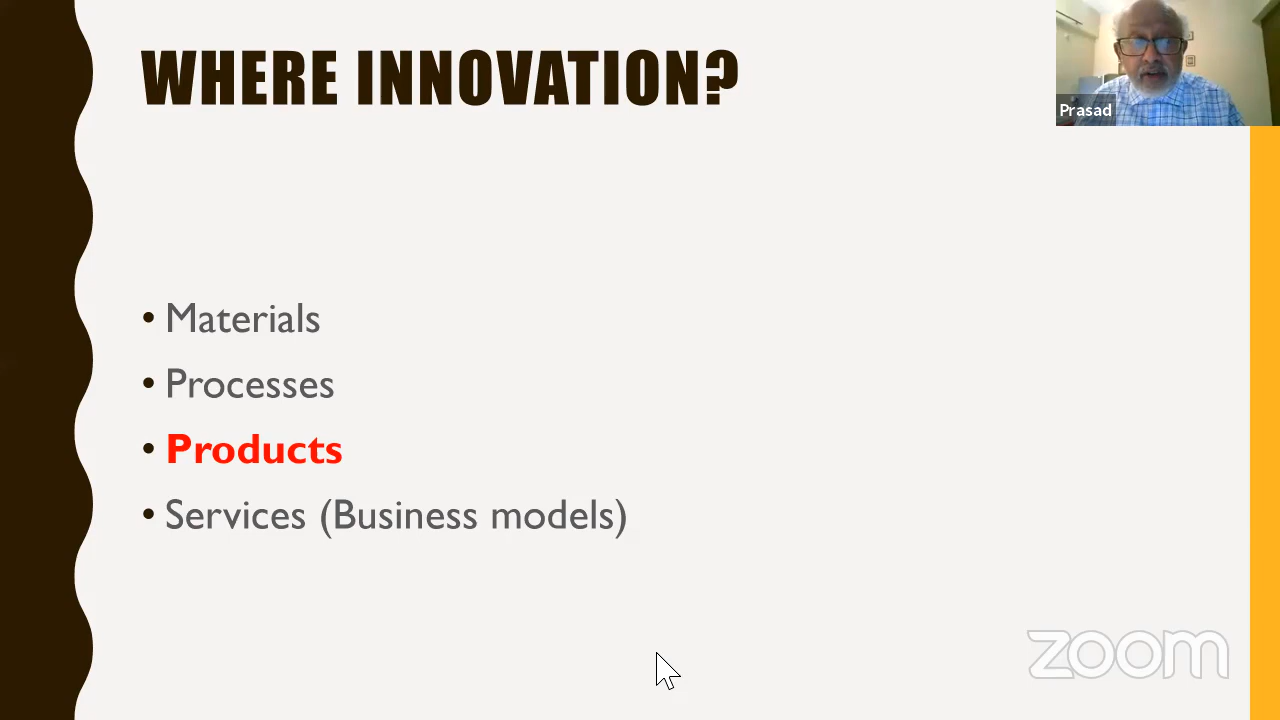 WHERE INNOVATION?
Prasad
• Materials
• Processes
• Products
• Services (Business models)
zoom